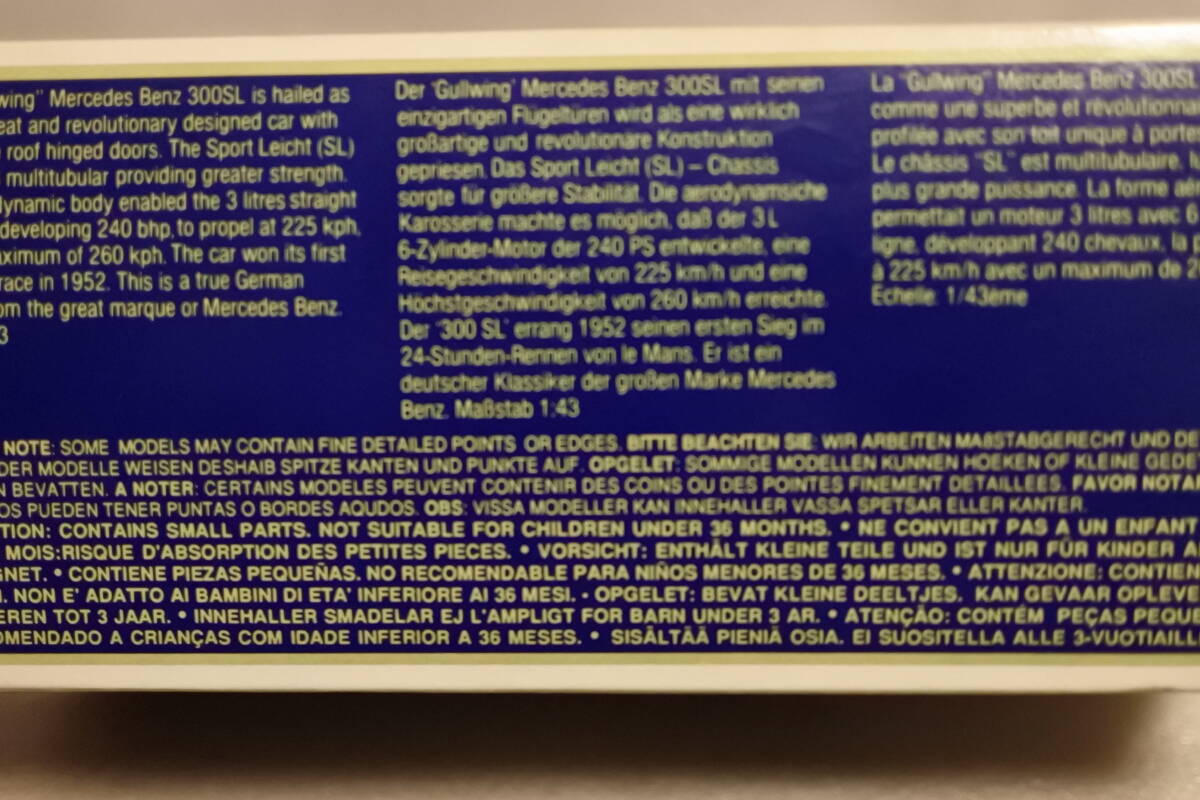 wing" Mercedes Benz 300SL is hailed as
eat and revolutionary designed car with
roof hinged doors. The Sport Leicht (SL)
multitubular providing greater strength.
dynamic body enabled the 3 litres straight
developing 240 bhp, to propel at 225 kph,
aximum of 260 kph. The car won its first
race in 1952. This is a true German
om the great marque or Mercedes Benz.
3
Der 'Gullwing' Mercedes Benz 300SL mit seinen
einzigartigen Flügeltüren wird als eine wirklich
großartige und revolutionäre Konstruktion
gepriesen. Das Sport Leicht (SL) – Chassis
sorgte für größere Stabilität. Die aerodynamsiche
Karosserie machte es möglich, daß der 3 L
6-Zylinder-Motor der 240 PS entwickelte, eine
Reisegeschwindigkeit von 225 km/h und eine
Höchstgeschwindigkeit von 260 km/h erreichte.
Der '300 SL' errang 1952 seinen ersten Sieg im
24-Stunden-Rennen von le Mans. Er ist ein
deutscher Klassiker der großen Marke Mercedes
Benz. Maßstab 1:43
La "Gullwing" Mercedes Benz 300SL
comme une superbe et révolutionna
profilée avec son toit unique à porte
Le châssis "SL" est multitubulaire,
plus grande puissance. La forme aé
permettait un moteur 3 litres avec 6
ligne, développant 240 chevaux, la
à 225 km/h avec un maximum de 2
Echelle: 1/43ème
NOTE: SOME MODELS MAY CONTAIN FINE DETAILED POINTS OR EDGES. BITTE BEACHTEN SIE: WIR ARBEITEN MAßSTABGERECHT UND DE
DER MODELLE WEISEN DESHAIB SPITZE KANTEN UND PUNKTE AUF. OPGELET: SOMMIGE MODELLEN KUNNEN HOEKEN OF KLEINE GEDE
N BEVATTEN. A NOTER: CERTAINS MODELES PEUVENT CONTENIR DES COINS OU DES POINTES FINEMENT DETAILLEES. FAVOR NOTA
OS PUEDEN TENER PUNTAS O BORDES AQUDOS. OBS: VISSA MODELLER KAN INNEHALLER VASSA SPETSAR ELLER KANTER.
TION: CONTAINS SMALL PARTS. NOT SUITABLE FOR CHILDREN UNDER 36 MONTHS. • NE CONVIENT PAS A UN ENFANT
MOIS:RISQUE D'ABSORPTION DES PETITES PIECES. • VORSICHT: ENTHÄLT KLEINE TEILE UND IST NUR FÜR KINDER A
GNET. • CONTIENE PIEZAS PEQUEÑAS. NO RECOMENDABLE PARA NIÑOS MENORES DE 36 MESES. • ATTENZIONE: CONTIEN
I. NON E' ADATTO AI BAMBINI DI ETA' INFERIORE AI 36 MESI. • OPGELET: BEVAT KLEINE DEELTJES. KAN GEVAAR OPLEVE
EREN TOT 3 JAAR. • INNEHALLER SMADELAR EJ L'AMPLIGT FOR BARN UNDER 3 AR. • ATENÇÃO: CONTÉM PEÇAS PEQUE
OMENDADO A CRIANÇAS COM IDADE INFERIOR A 36 MESES. • SISÄLTÄÄ PIENIÄ OSIA. EI SUOSITELLA ALLE 3-VUOTIAILL